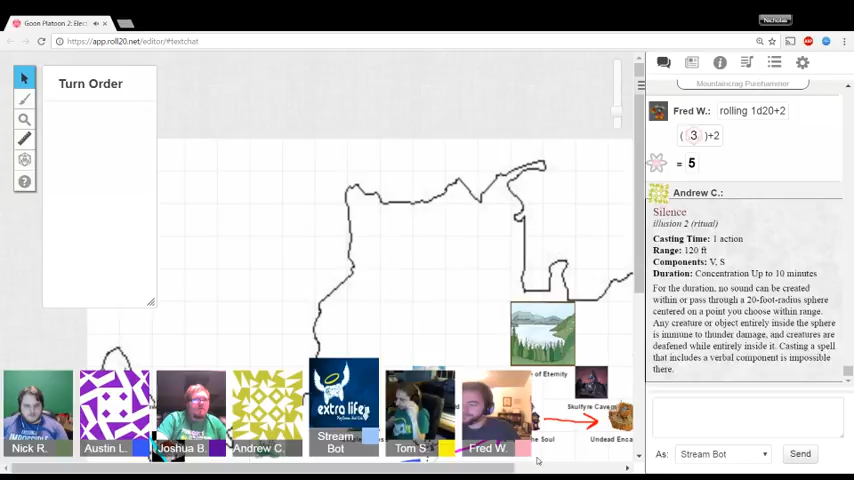 Goon Platoon 2: Elec
Nicholas
https://app.roll20.net/editor/#textchat
Turn Order
Mountaincrag Purehammer
Fred W.: rolling 1d20+2
(3)+2
= 5
Andrew C.:
Silence
illusion 2 (ritual)
Casting Time: 1 action
Range: 120 ft
Components: V, S
Duration: Concentration Up to 10 minutes
For the duration, no sound can be created
within or pass through a 20-foot-radius sphere
centered on a point you choose within range.
Any creature or object entirely inside the sphere
is immune to thunder damage, and creatures are
deafened while entirely inside it. Casting a spell
that includes a verbal component is impossible
there.
of Eternity
Skulfyre Cavern
he Soul
Undead Enca
extra life
Nick R.
Austin L.
Joshua B.
Andrew C.
Stream
Bot
Tom S.
Fred W.
As: Stream Bot
Send